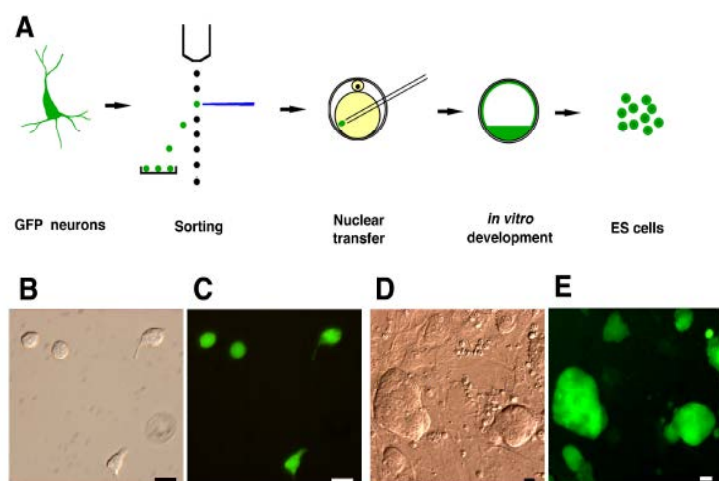 A
GFP neurons
Sorting
Nuclear
transfer
in vitro
development
ES cells
B
C
D
E